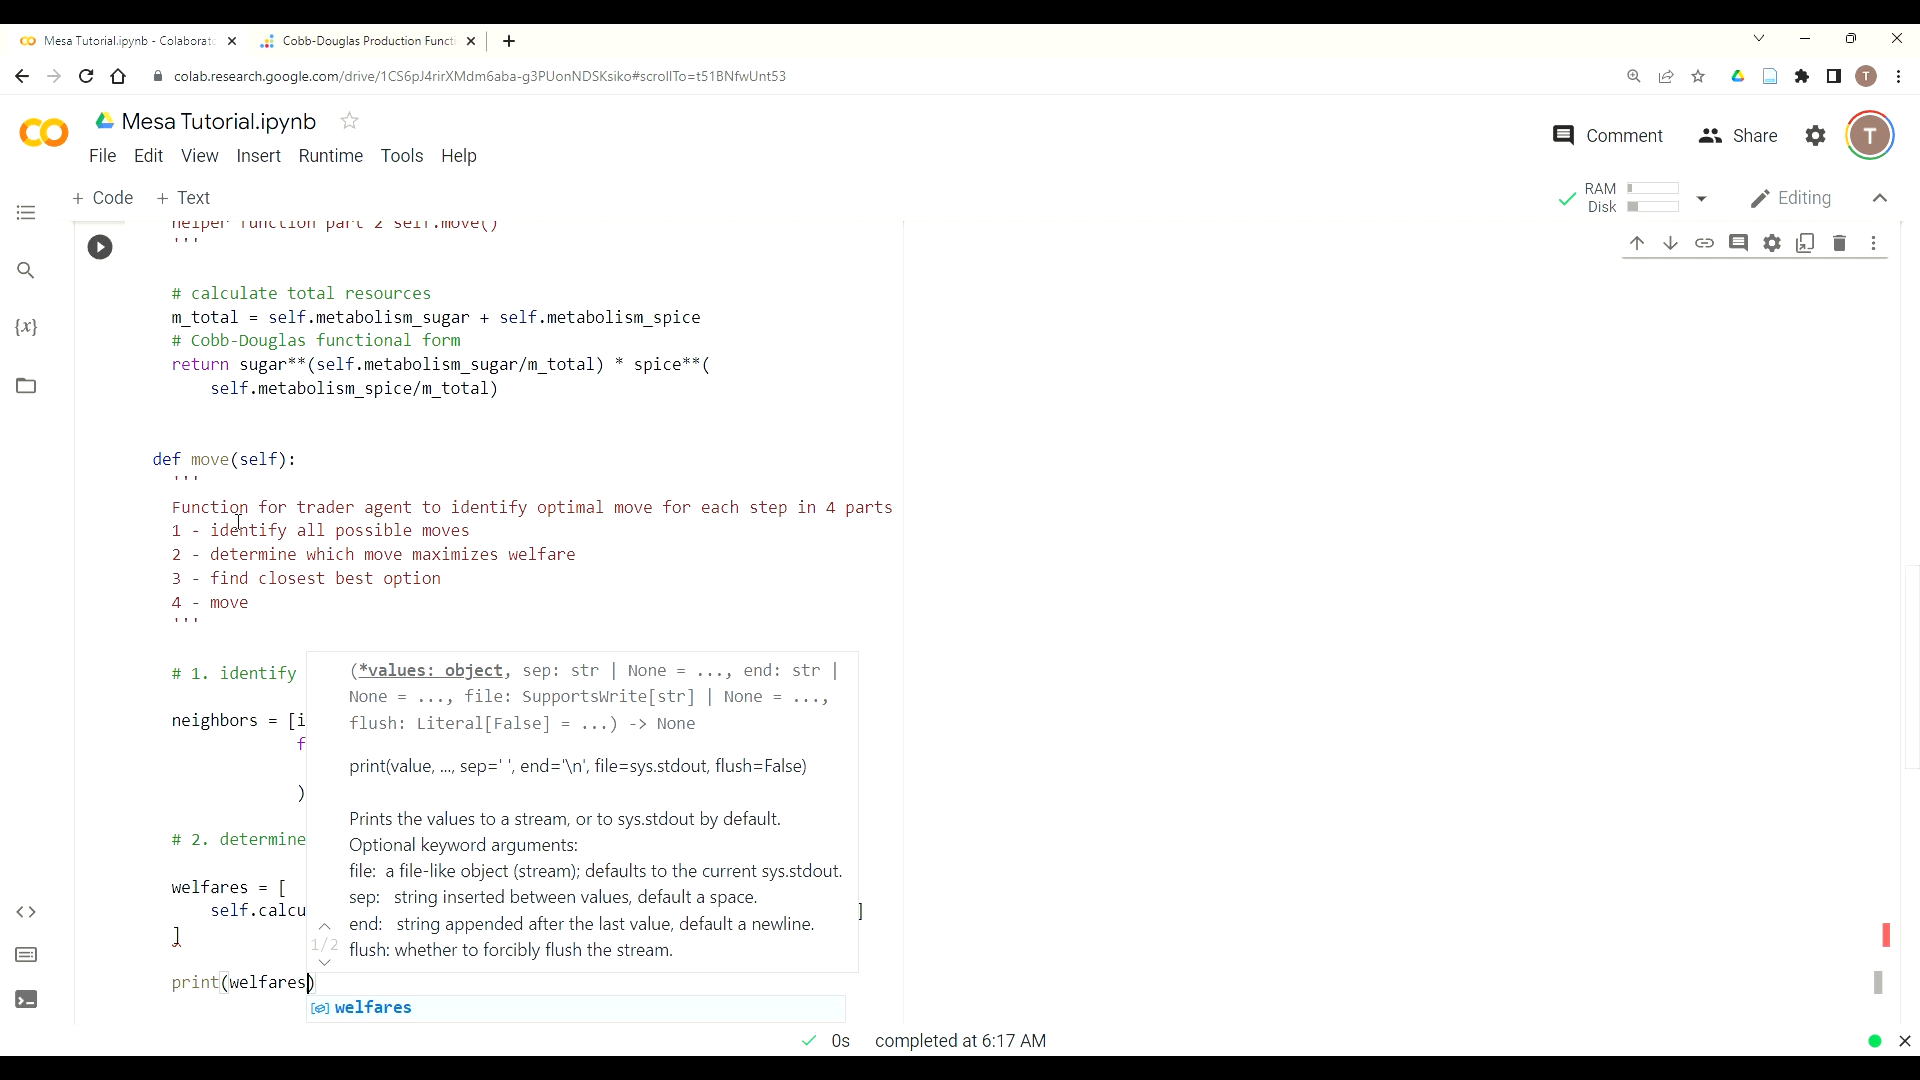 Mesa Tutorial.ipynb - Colaborat
Cobb-Douglas Production Functi
colab.research.google.com/drive/1CS6pJ4rirXMdm6aba-g3PUonNDSKsiko#scrollTo=t51BNfwUnt53
T
Mesa Tutorial.ipynb
Comment
Share
T
File Edit View Insert Runtime Tools Help
+ Code + Text
RAM
Disk
Editing
helper function part 2 self.move()
'''
# calculate total resources
m_total = self.metabolism_sugar + self.metabolism_spice
# Cobb-Douglas functional form
return sugar**(self.metabolism_sugar/m_total) * spice**(
self.metabolism_spice/m_total)
def move(self):
'''
Function for trader agent to identify optimal move for each step in 4 parts
1 - identify all possible moves
2 - determine which move maximizes welfare
3 - find closest best option
4 - move
'''
# 1. identify
neighbors = [i
f
)
# 2. determine
welfares = [
self.calcu
]
]
print(welfares)
(*values: object, sep: str | None = ..., end: str |
None = ..., file: SupportsWrite[str] | None = ...,
flush: Literal[False] = ...) -> None
print(value, ..., sep=' ', end='\n', file=sys.stdout, flush=False)
Prints the values to a stream, or to sys.stdout by default.
Optional keyword arguments:
file: a file-like object (stream); defaults to the current sys.stdout.
sep: string inserted between values, default a space.
end: string appended after the last value, default a newline.
flush: whether to forcibly flush the stream.
1/2
welfares
0s completed at 6:17 AM